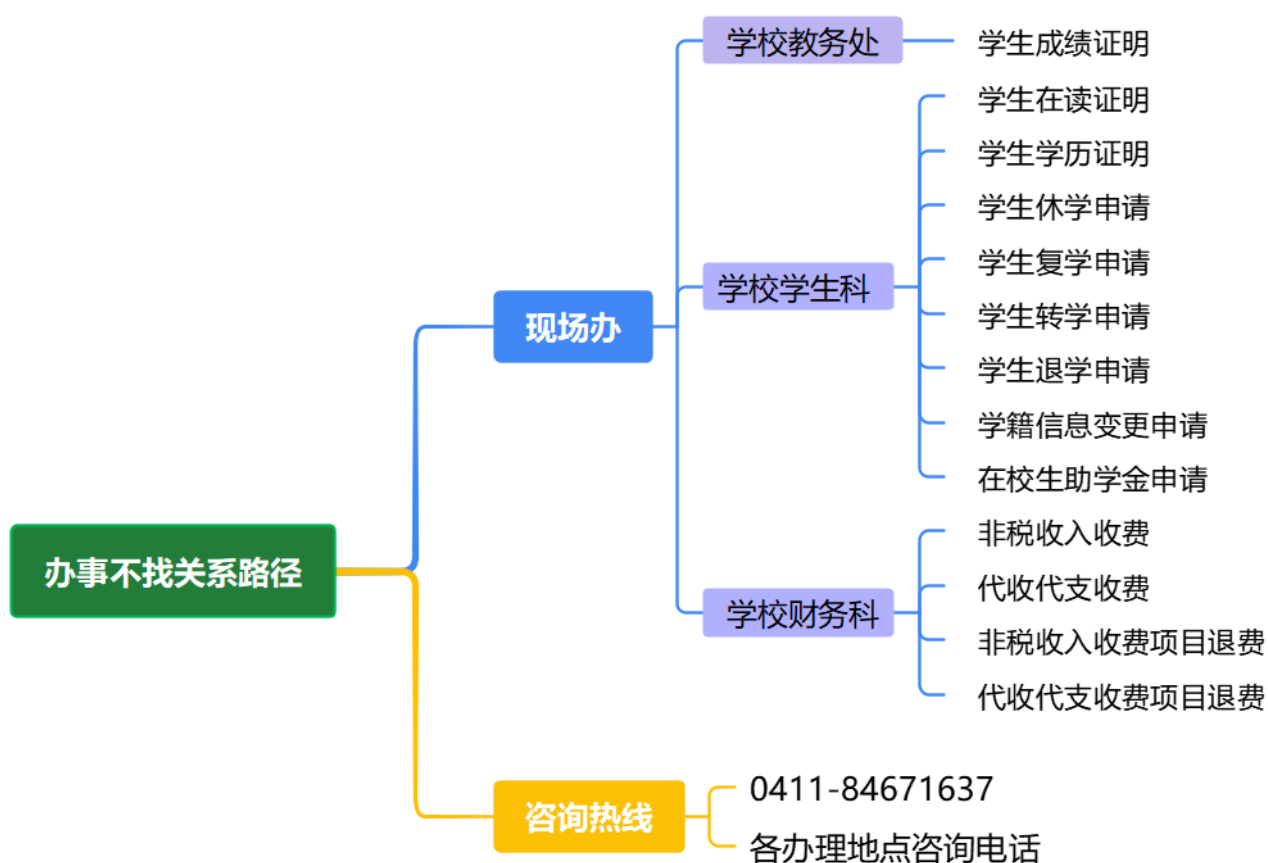 办事不找关系路径
现场办
学校教务处
学生成绩证明
学校学生科
学生在读证明
学生学历证明
学生休学申请
学生复学申请
学生转学申请
学生退学申请
学籍信息变更申请
在校生助学金申请
学校财务科
非税收入收费
代收代支收费
非税收入收费项目退费
代收代支收费项目退费
咨询热线
0411-84671637
各办理地点咨询电话